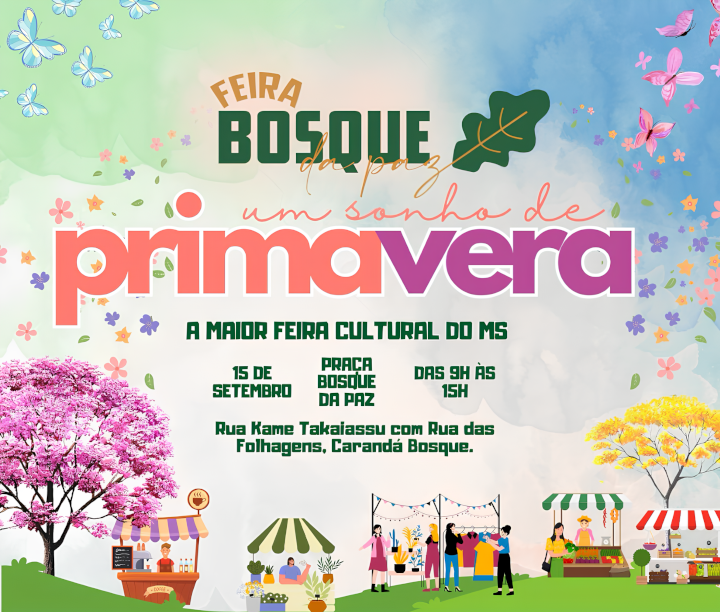 FEIRA
BOSQUE
da paz
um sonho de
primavera
A MAIOR FEIRA CULTURAL DO MS
15 DE
SETEMBRO
PRAÇA
BOSQUE
DA PAZ
DAS 9H ÀS
15H
Rua Kame Takaiassu com Rua das
Folhagens, Carandá Bosque.